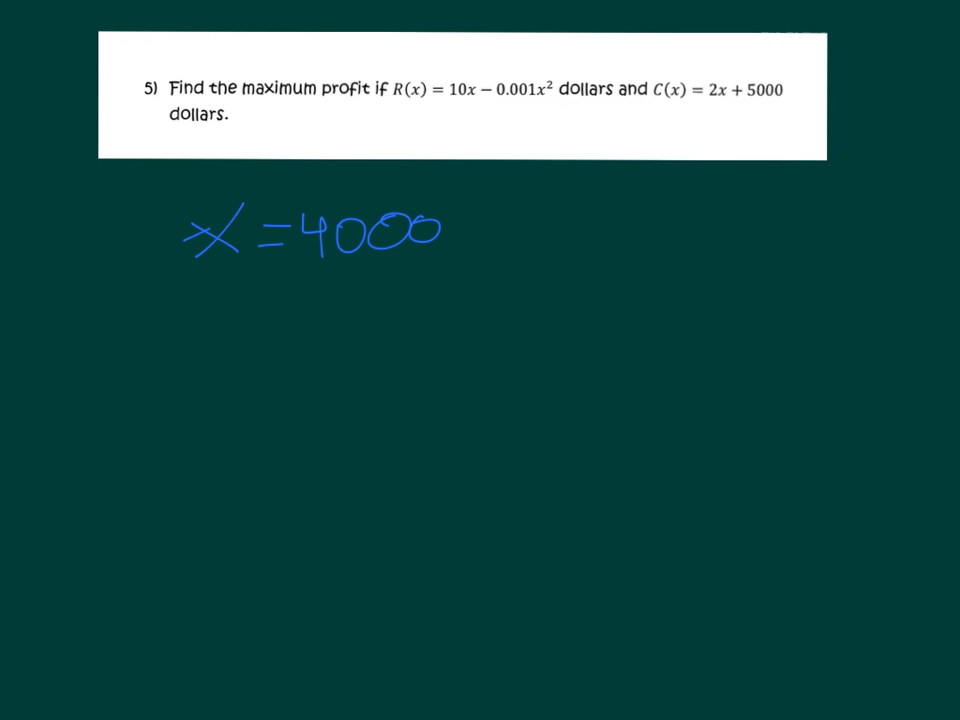 5) Find the maximum profit if R(x) = 10x − 0.001x² dollars and C(x) = 2x + 5000
dollars.
x = 4000